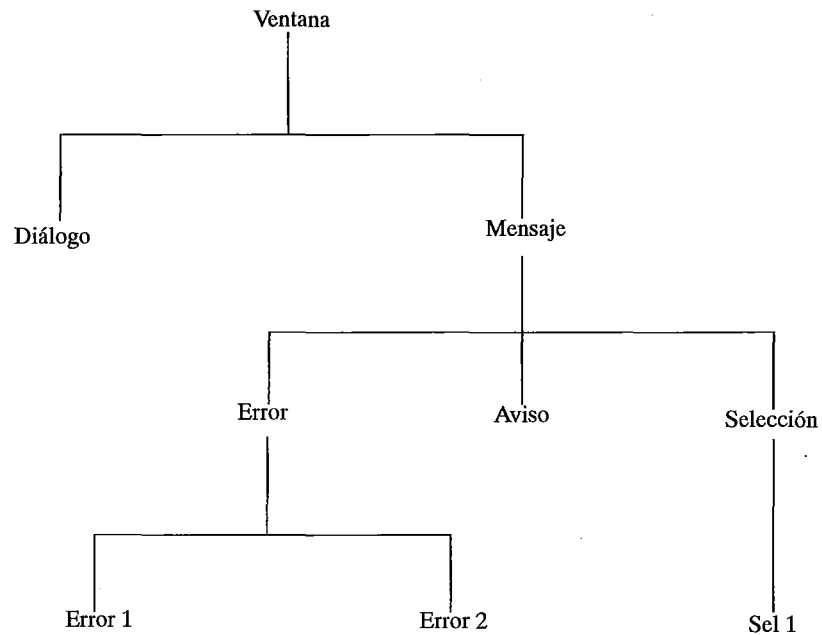 Ventana
Diálogo
Mensaje
Error
Aviso
Selección
Error 1
Error 2
Sel 1